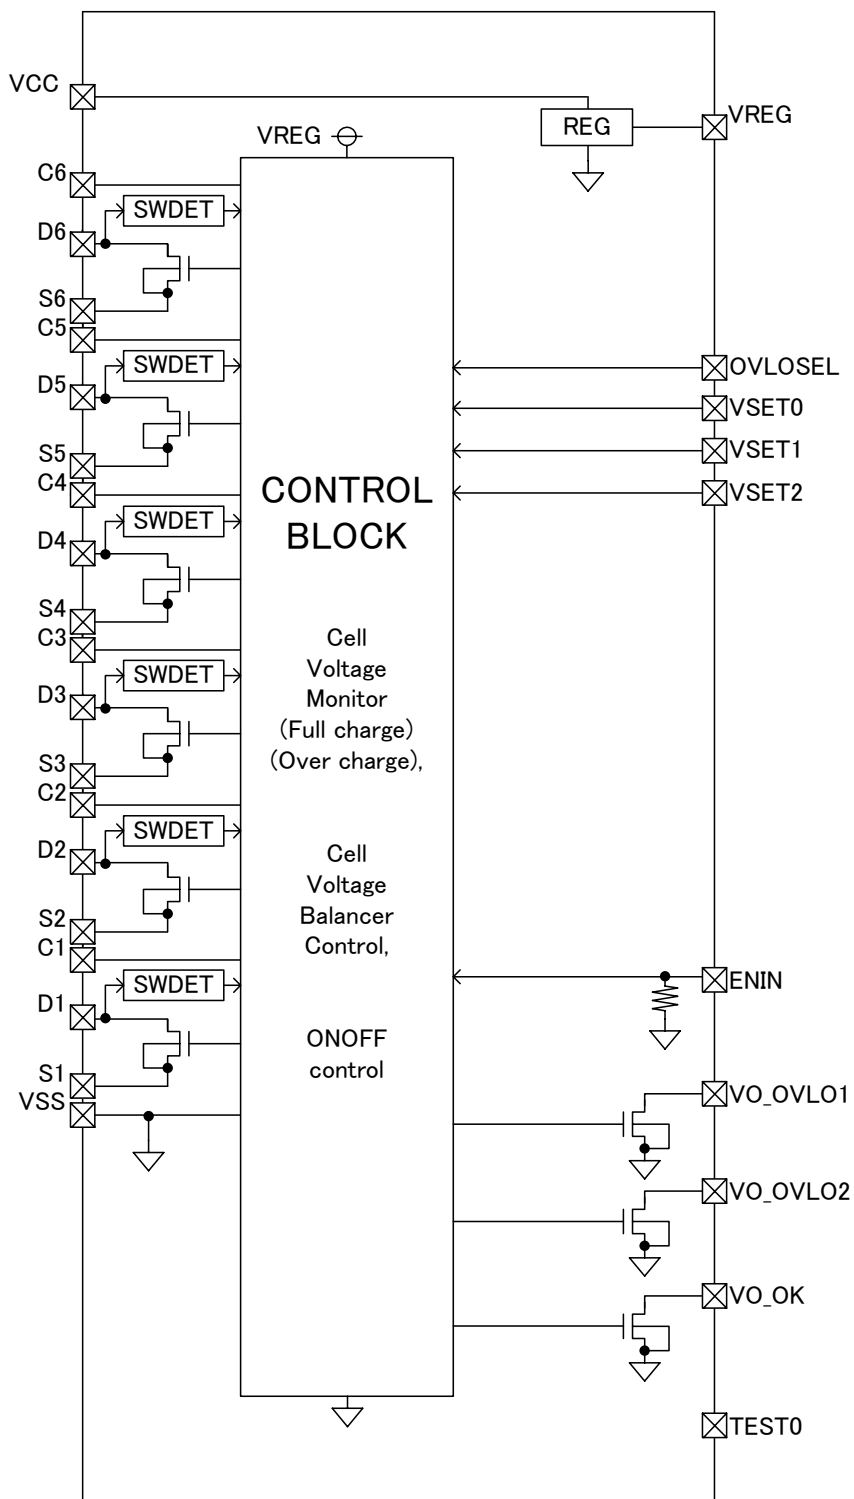 VCC
VREG
REG
VREG
C6
SWDET
D6
S6
C5
SWDET
OVLOSEL
D5
VSET0
VSET1
S5
C4
VSET2
CONTROL
BLOCK
SWDET
D4
S4
C3
Cell
Voltage
Monitor
(Full charge)
(Over charge),
SWDET
D3
S3
C2
SWDET
D2
Cell
Voltage
Balancer
Control,
S2
C1
SWDET
ENIN
D1
ONOFF
control
S1
VSS
VO_OVLO1
VO_OVLO2
VO_OK
TEST0